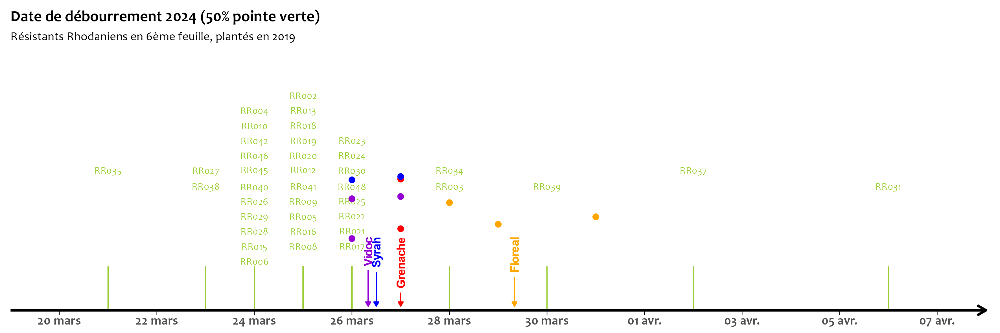 Date de débourrement 2024 (50% pointe verte)
Résistants Rhodaniens en 6ème feuille, plantés en 2019
RR002
RR004 RR013
RR010 RR018
RR042 RR019 RR023
RR046 RR020 RR024
RR035 RR027 RR045 RR012 RR030 RR034 RR037
RR038 RR040 RR041 RR048 RR003 RR039 RR031
RR026 RR009 RR025
RR029 RR005 RR022
RR028 RR016 RR021
RR015 RR008 RR017
RR006
Vidoc
Syrah
Grenache
Floreal
20 mars 22 mars 24 mars 26 mars 28 mars 30 mars 01 avr. 03 avr. 05 avr. 07 avr.